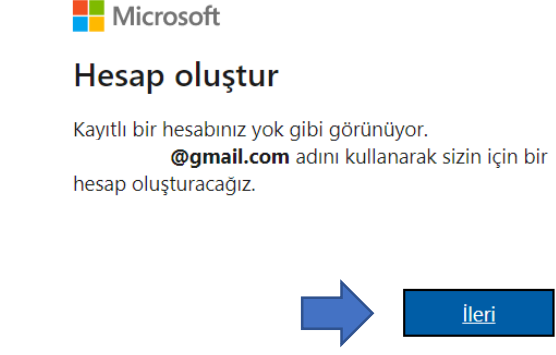 Microsoft
Hesap oluştur
Kayıtlı bir hesabınız yok gibi görünüyor.
@gmail.com adını kullanarak sizin için bir
hesap oluşturacağız.
İleri